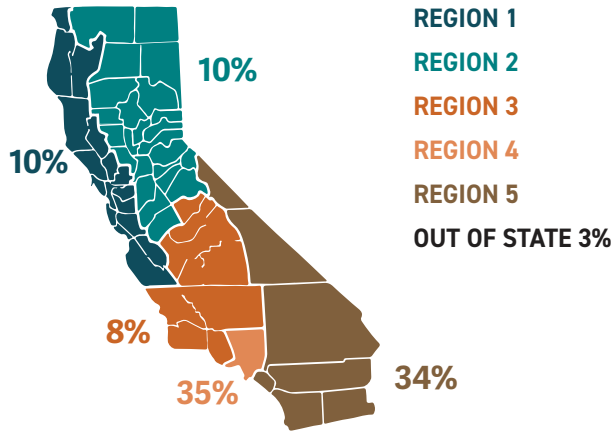 REGION 1
REGION 2
REGION 3
REGION 4
REGION 5
OUT OF STATE 3%
10%
10%
8%
35%
34%